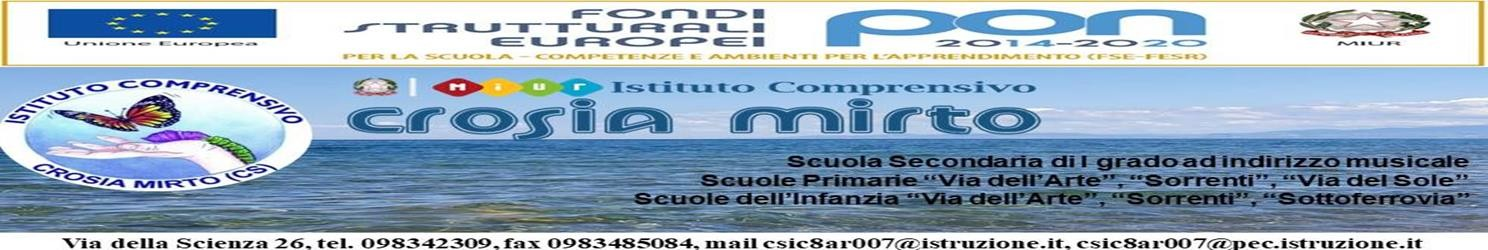 Unione Europea
FONDI
STRUTTURALI
EUROPEI
pon
2014-2020
MIUR
PER LA SCUOLA - COMPETENZE E AMBIENTI PER L'APPRENDIMENTO (FSE-FESR)
ISTITUTO COMPRENSIVO
CROSIA MIRTO (CS)
MIUR Istituto Comprensivo
crosia mirto
Scuola Secondaria di I grado ad indirizzo musicale
Scuole Primarie “Via dell’Arte”, “Sorrenti”, “Via del Sole”
Scuole dell’Infanzia “Via dell’Arte”, “Sorrenti”, “Sottoferrovia”
Via della Scienza 26, tel. 098342309, fax 0983485084, mail csic8ar007@istruzione.it, csic8ar007@pec.istruzione.it